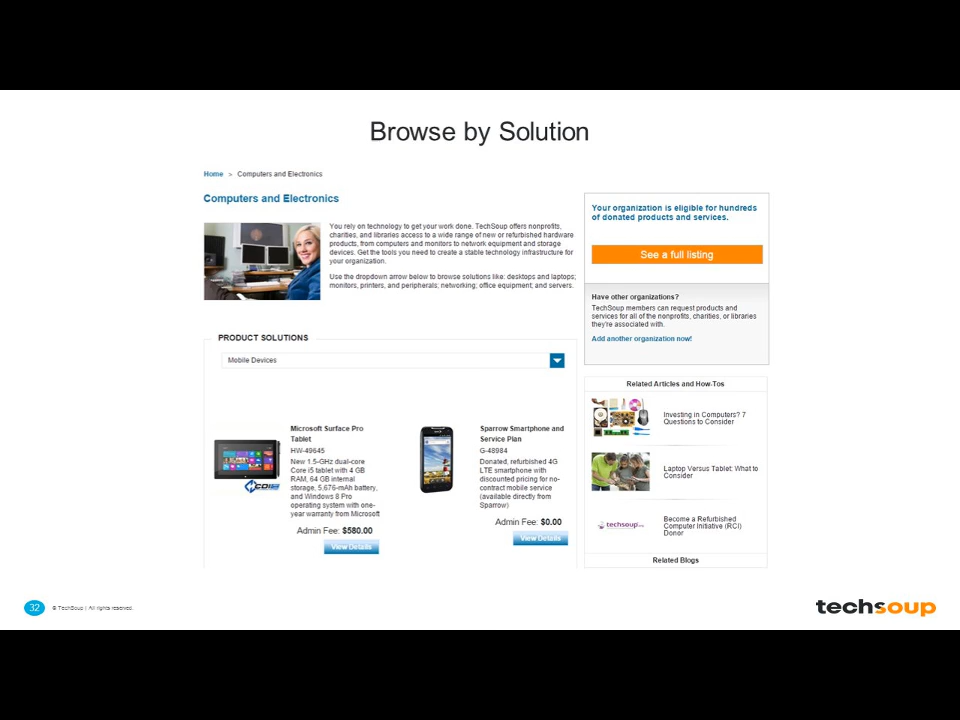 Browse by Solution
Home > Computers and Electronics
Computers and Electronics
You rely on technology to get your work done. TechSoup offers nonprofits,
charities, and libraries access to a wide range of new or refurbished hardware
products, from computers and monitors to network equipment and storage
devices. Get the tools you need to create a stable technology infrastructure for
your organization.
Use the dropdown arrow below to browse solutions like: desktops and laptops;
monitors, printers, and peripherals; networking; office equipment; and servers.
Your organization is eligible for hundreds
of donated products and services.
See a full listing
Have other organizations?
TechSoup members can request products and
services for all of the nonprofits, charities, or libraries
they're associated with.
Add another organization now!
PRODUCT SOLUTIONS
Mobile Devices
Microsoft Surface Pro
Tablet
HW-49645
New 1.5-GHz dual-core
Core i5 tablet with 4 GB
RAM, 64 GB internal
storage, 5,676-mAh battery,
and Windows 8 Pro
operating system with one-
year warranty from Microsoft
Admin Fee: $580.00
View Details
CDI
Sparrow Smartphone and
Service Plan
G-48984
Donated, refurbished 4G
LTE smartphone with
discounted pricing for no-
contract mobile service
(available directly from
Sparrow)
Admin Fee: $0.00
View Details
Related Articles and How-Tos
Investing in Computers? 7
Questions to Consider
Laptop Versus Tablet: What to
Consider
techsoup
Become a Refurbished
Computer Initiative (RCI)
Donor
Related Blogs
32
© TechSoup | All rights reserved.
techsoup